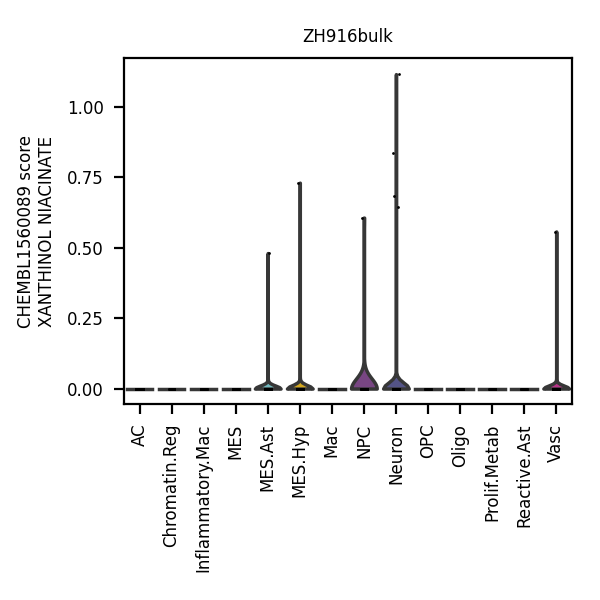 ZH916bulk
CHEMBL1560089 score
XANTHINOL NIACINATE
1.00
0.75
0.50
0.25
0.00
AC
Chromatin.Reg
Inflammatory.Mac
MES
MES.Ast
MES.Hyp
Mac
NPC
Neuron
OPC
Oligo
Prolif.Metab
Reactive.Ast
Vasc